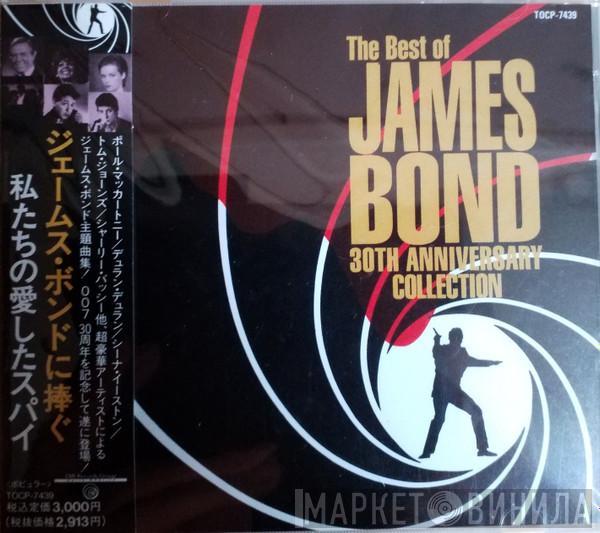 TOCP-7439
The Best of
JAMES
BOND
30TH ANNIVERSARY
COLLECTION
ジェームス・ボンドに捧ぐ
私たちの愛したスパイ
ポール・マッカートニー/デュラン・デュラン/シーナ・イーストン/
トム・ジョーンズ/シャーリー・バッシー他、超豪華アーティストによる
ジェームス・ボンド主題曲集!007 30周年を記念して遂に登場!
<ポピュラー>
TOCP-7439
税込定価3,000円
(税抜価格2,913円)
МАРКЕТ ВИНИЛА